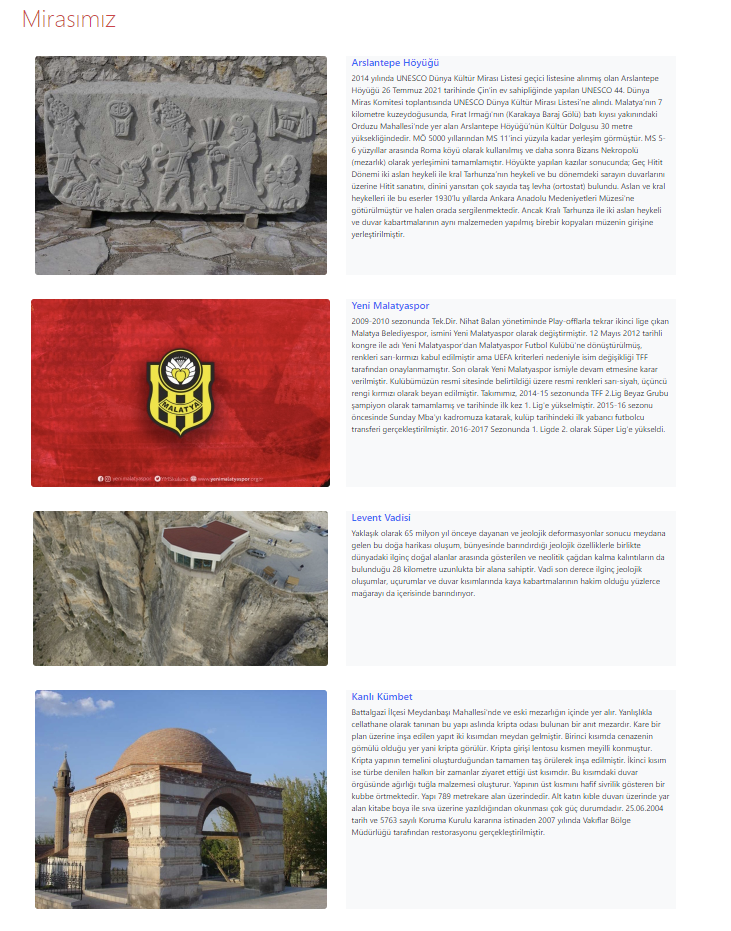 Mirasımız
Arslantepe Höyüğü
2014 yılında UNESCO Dünya Kültür Mirası Listesi geçici listesine alınmış olan Arslantepe
Höyüğü 26 Temmuz 2021 tarihinde Çin'in ev sahipliğinde yapılan UNESCO 44. Dünya
Miras Komitesi toplantısında UNESCO Dünya Kültür Mirası Listesi'ne alındı. Malatya'nın 7
kilometre kuzeydoğusunda, Fırat Irmağı'nın (Karakaya Baraj Gölü) batı kıyısı yakınındaki
Orduzu Mahallesi'nde yer alan Arslantepe Höyüğü'nün Kültür Dolgusu 30 metre
yüksekliğindedir. MÖ 5000 yıllarından MS 11'inci yüzyıla kadar yerleşim görmüştür. MS 5-
6 yüzyıllar arasında Roma köyü olarak kullanılmış ve daha sonra Bizans Nekropolü
(mezarlık) olarak yerleşimini tamamlamıştır. Höyükte yapılan kazılar sonucunda; Geç Hitit
Dönemi iki aslan heykeli ile kral Tarhunza'nın heykeli ve bu dönemdeki sarayın duvarlarını
üzerine Hitit sanatını, dinini yansıtan çok sayıda taş levha (ortostat) bulundu. Aslan ve kral
heykelleri ile bu eserler 1930'lu yıllarda Ankara Anadolu Medeniyetleri Müzesi'ne
götürülmüştür ve halen orada sergilenmektedir. Ancak Kralı Tarhunza ile iki aslan heykeli
ve duvar kabartmalarının aynı malzemeden yapılmış birebir kopyaları müzenin girişine
yerleştirilmiştir.
MALATYA
yenimalatyaspor
www.yenimalatyaspor.org.tr
Yeni Malatyaspor
2009-2010 sezonunda Tek.Dir. Nihat Balan yönetiminde Play-offlarla tekrar ikinci lige çıkan
Malatya Belediyespor, ismini Yeni Malatyaspor olarak değiştirmiştir. 12 Mayıs 2012 tarihli
kongre ile adı Yeni Malatyaspor'dan Malatyaspor Futbol Kulübü'ne dönüştürülmüş,
renkleri sarı-kırmızı kabul edilmiştir ama UEFA kriterleri nedeniyle isim değişikliği TFF
tarafından onaylanmamıştır. Son olarak Yeni Malatyaspor ismiyle devam etmesine karar
verilmiştir. Kulübümüzün resmi sitesinde belirtildiği üzere resmi renkleri sarı-siyah, üçüncü
rengi kırmızı olarak beyan edilmiştir. Takımımız, 2014-15 sezonunda TFF 2.Lig Beyaz Grubu
şampiyon olarak tamamlamış ve tarihinde ilk kez 1. Lig'e yükselmiştir. 2015-16 sezonu
öncesinde Sunday Mba'yı kadromuza katarak, kulüp tarihindeki ilk yabancı futbolcu
transferi gerçekleştirilmiştir. 2016-2017 Sezonunda 1. Ligde 2. olarak Süper Lig'e yükseldi.
Levent Vadisi
Yaklaşık olarak 65 milyon yıl önceye dayanan ve jeolojik deformasyonlar sonucu meydana
gelen bu doğa harikası oluşum, bünyesinde barındırdığı jeolojik özelliklerle birlikte
dünyadaki ilginç doğal alanlar arasında gösterilen ve neolitik çağdan kalma kalıntıların da
bulunduğu 28 kilometre uzunlukta bir alana sahiptir. Vadi son derece ilginç jeolojik
oluşumlar, uçurumlar ve duvar kısımlarında kaya kabartmalarının hakim olduğu yüzlerce
mağarayı da içerisinde barındırıyor.
Kanlı Kümbet
Battalgazi İlçesi Meydanbaşı Mahallesi'nde ve eski mezarlığın içinde yer alır. Yanlışlıkla
cellathane olarak tanınan bu yapı aslında kripta odası bulunan bir anıt mezardır. Kare bir
plan üzerine inşa edilen yapıt iki kısımdan meydan gelmiştir. Birinci kısımda cenazenin
gömülü olduğu yer yani kripta görülür. Kripta girişi lentosu kısmen meyilli konmuştur.
Kripta yapının temelini oluşturduğundan tamamen taş örülerek inşa edilmiştir. İkinci kısım
ise türbe denilen halkın bir zamanlar ziyaret ettiği üst kısımdır. Bu kısımdaki duvar
örgüsünde ağırlığı tuğla malzemesi oluşturur. Yapının üst kısmını hafif sivrilik gösteren bir
kubbe örtmektedir. Yapı 789 metrekare alan üzerindedir. Alt katın kıble duvarı üzerinde yar
alan kitabe boya ile sıva üzerine yazıldığından okunması çok güç durumdadır. 25.06.2004
tarih ve 5763 sayılı Koruma Kurulu kararına istinaden 2007 yılında Vakıflar Bölge
Müdürlüğü tarafından restorasyonu gerçekleştirilmiştir.